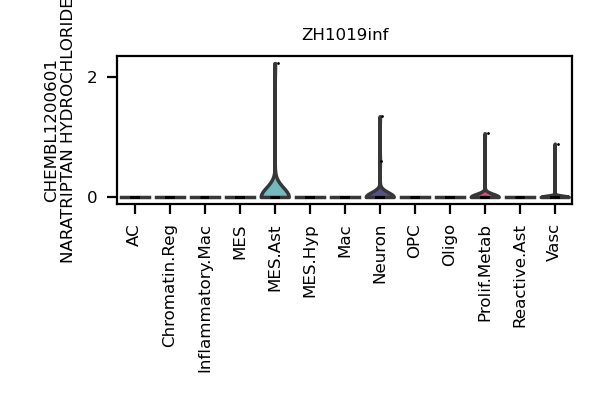 ZH1019inf
CHEMBL1200601
NARATRIPTAN HYDROCHLORIDE
2
0
AC
Chromatin.Reg
Inflammatory.Mac
MES
MES.Ast
MES.Hyp
Mac
Neuron
OPC
Oligo
Prolif.Metab
Reactive.Ast
Vasc